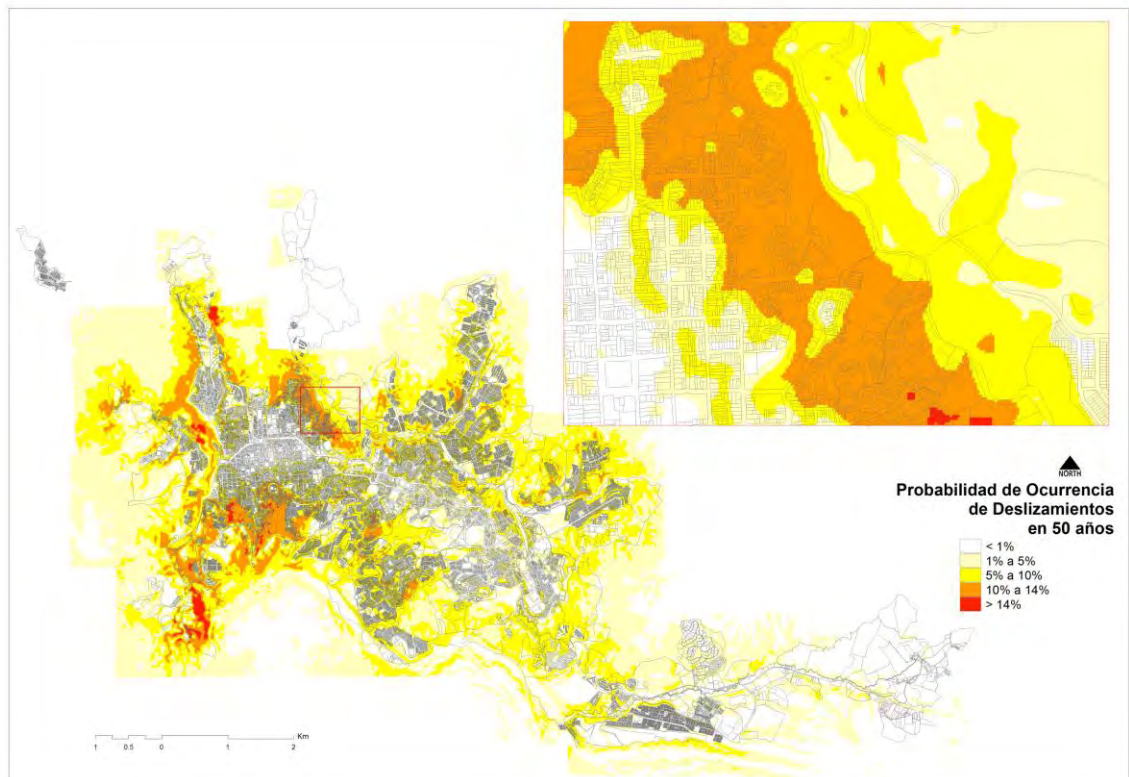 NORTH
Probabilidad de Ocurrencia
de Deslizamientos
en 50 años
< 1%
1% a 5%
5% a 10%
10% a 14%
> 14%
Km
1 0.5 0 1 2